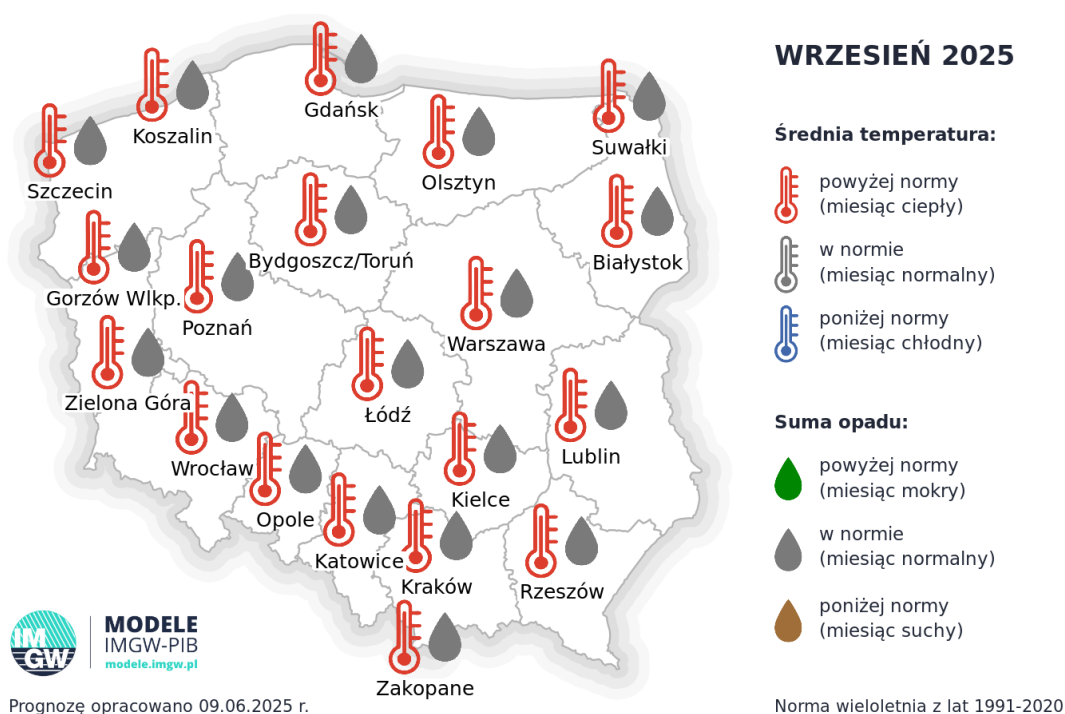 WRZESIEŃ 2025
Średnia temperatura:
powyżej normy
(miesiąc ciepły)
w normie
(miesiąc normalny)
poniżej normy
(miesiąc chłodny)
Suma opadu:
powyżej normy
(miesiąc mokry)
w normie
(miesiąc normalny)
poniżej normy
(miesiąc suchy)
Gdańsk
Koszalin
Suwałki
Olsztyn
Szczecin
Bydgoszcz/Toruń
Białystok
Gorzów Wlkp.
Poznań
Warszawa
Zielona Góra
Łódź
Lublin
Wrocław
Kielce
Opole
Katowice
Kraków
Rzeszów
Zakopane
IM
GW
MODELE
IMGW-PIB
modele.imgw.pl
Prognozę opracowano 09.06.2025 r.
Norma wieloletnia z lat 1991-2020